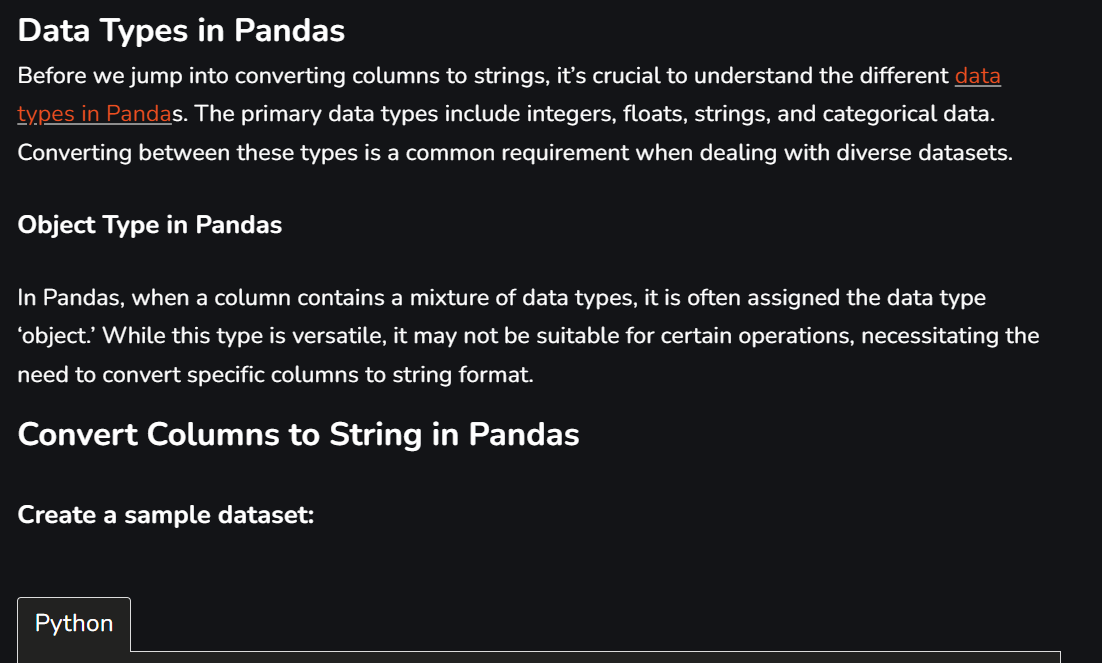 Data Types in Pandas
Before we jump into converting columns to strings, it’s crucial to understand the different data
types in Pandas. The primary data types include integers, floats, strings, and categorical data.
Converting between these types is a common requirement when dealing with diverse datasets.
Object Type in Pandas
In Pandas, when a column contains a mixture of data types, it is often assigned the data type
‘object.’ While this type is versatile, it may not be suitable for certain operations, necessitating the
need to convert specific columns to string format.
Convert Columns to String in Pandas
Create a sample dataset:
Python